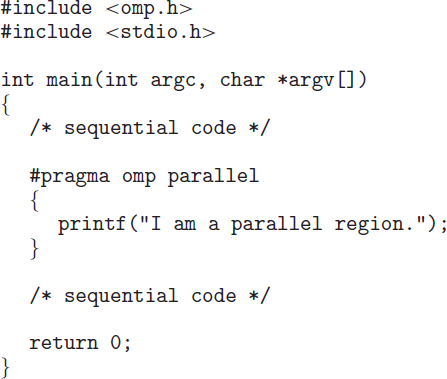 #include <omp.h>
#include <stdio.h>
int main(int argc, char *argv[])
{
/* sequential code */
#pragma omp parallel
{
printf("I am a parallel region.");
}
/* sequential code */
return 0;
}